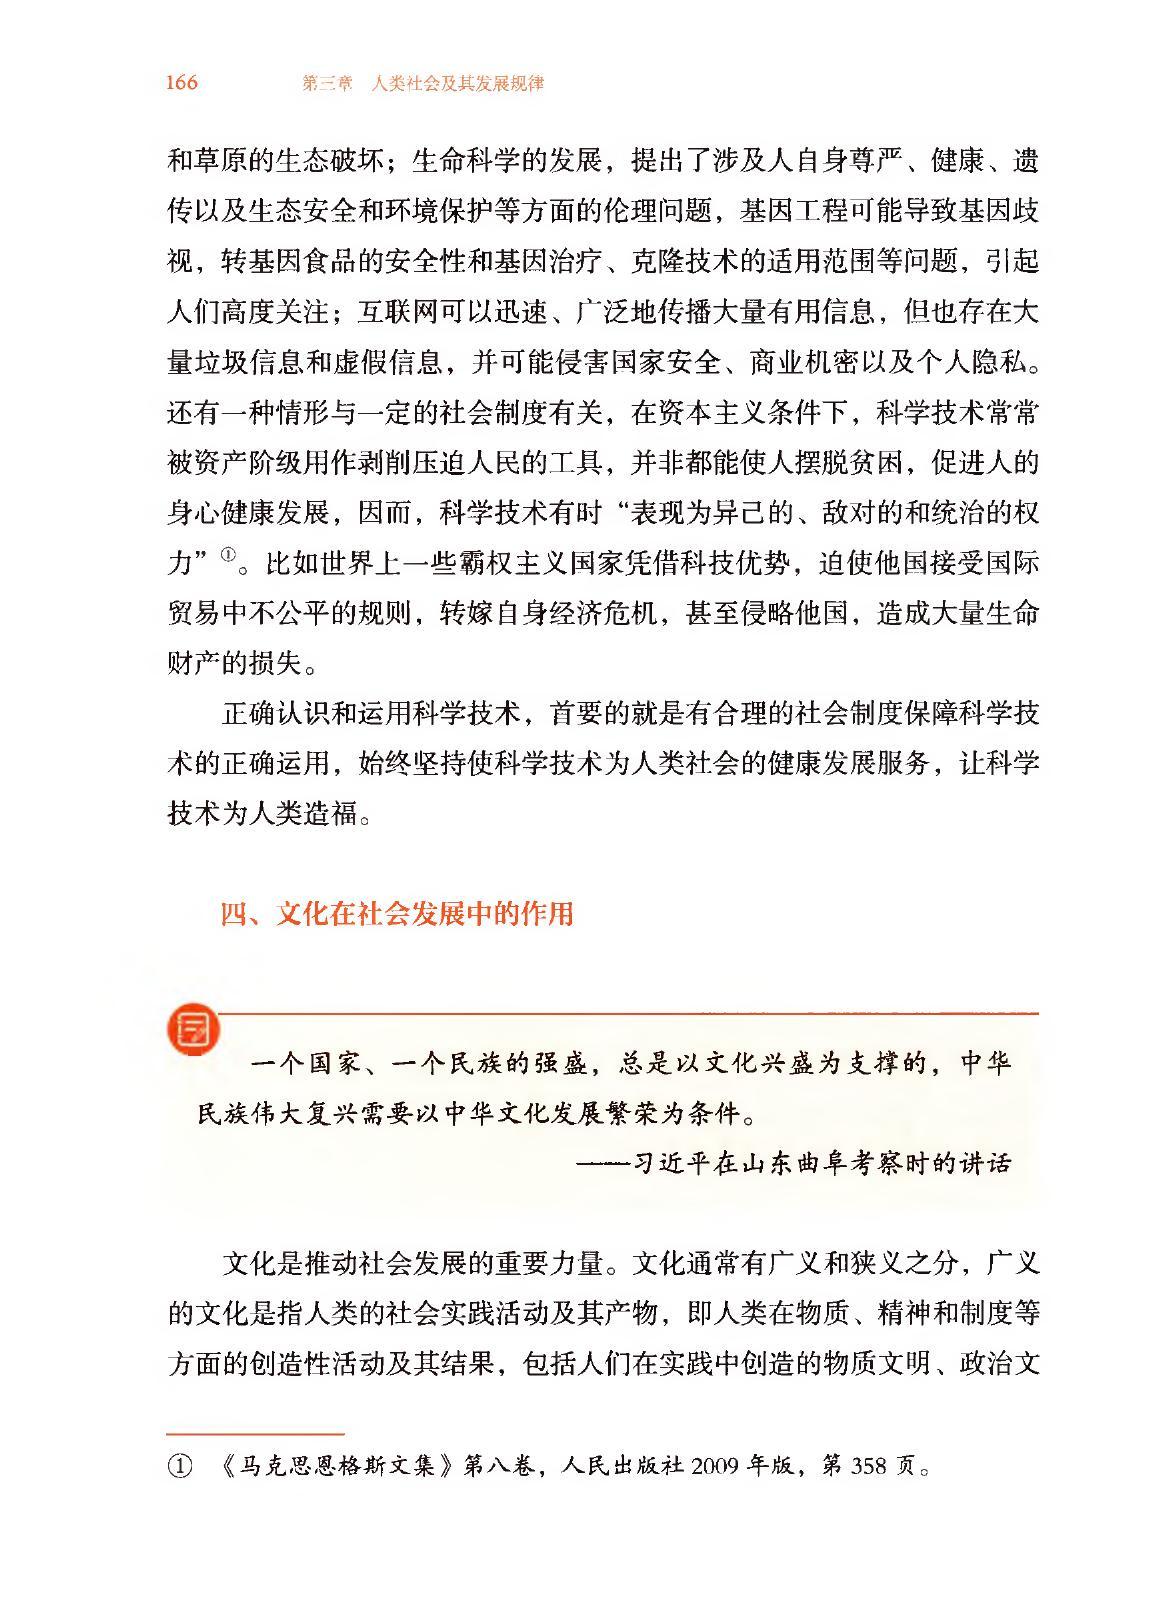 166 第三章 人类社会及其发展规律
和草原的生态破坏；生命科学的发展，提出了涉及人自身尊严、健康、遗
传以及生态安全和环境保护等方面的伦理问题，基因工程可能导致基因歧
视，转基因食品的安全性和基因治疗、克隆技术的适用范围等问题，引起
人们高度关注；互联网可以迅速、广泛地传播大量有用信息，但也存在大
量垃圾信息和虚假信息，并可能侵害国家安全、商业机密以及个人隐私。
还有一种情形与一定的社会制度有关，在资本主义条件下，科学技术常常
被资产阶级用作剥削压迫人民的工具，并非都能使人摆脱贫困，促进人的
身心健康发展，因而，科学技术有时“表现为异己的、敌对的和统治的权
力”①。比如世界上一些霸权主义国家凭借科技优势，迫使他国接受国际
贸易中不公平的规则，转嫁自身经济危机，甚至侵略他国，造成大量生命
财产的损失。
正确认识和运用科学技术，首要的就是有合理的社会制度保障科学技
术的正确运用，始终坚持使科学技术为人类社会的健康发展服务，让科学
技术为人类造福。
四、文化在社会发展中的作用
一个国家、一个民族的强盛，总是以文化兴盛为支撑的，中华
民族伟大复兴需要以中华文化发展繁荣为条件。
——习近平在山东曲阜考察时的讲话
文化是推动社会发展的重要力量。文化通常有广义和狭义之分，广义
的文化是指人类的社会实践活动及其产物，即人类在物质、精神和制度等
方面的创造性活动及其结果，包括人们在实践中创造的物质文明、政治文
① 《马克思恩格斯文集》第八卷，人民出版社 2009 年版，第 358 页。